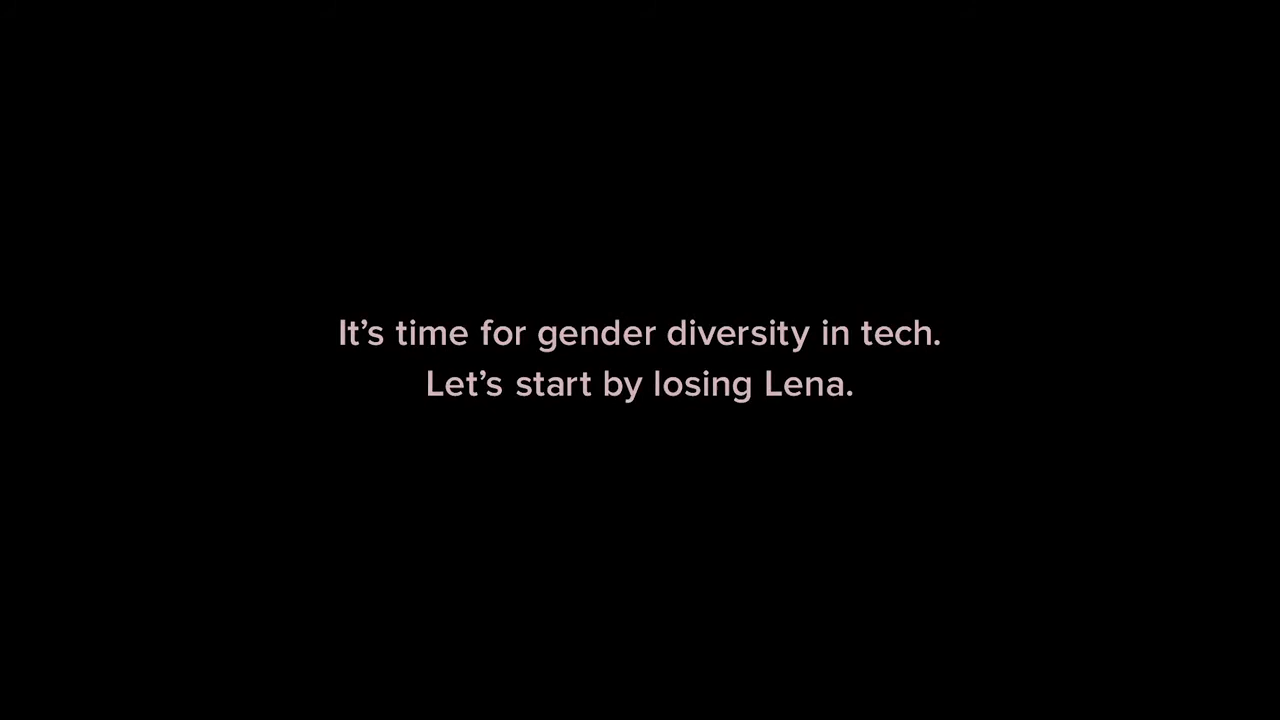 It’s time for gender diversity in tech.
Let’s start by losing Lena.